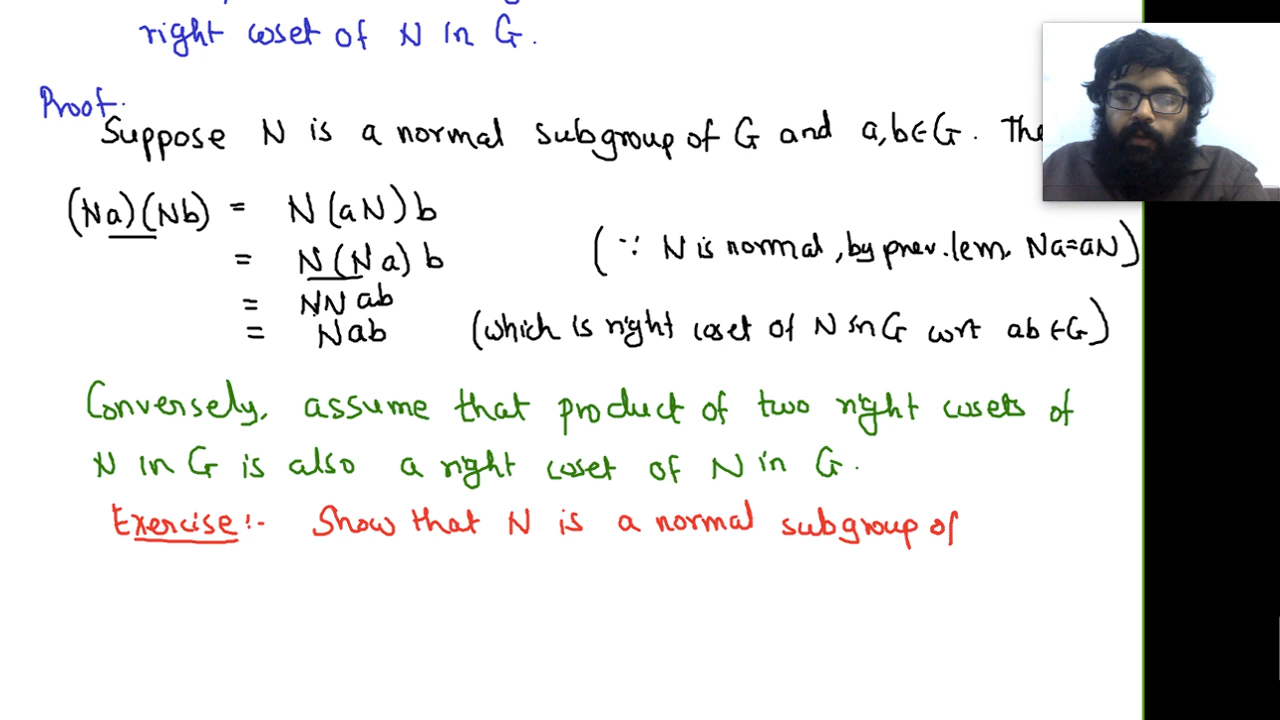 right coset of N in G.
Proof:
Suppose N is a normal subgroup of G and a,b∈G. The
(Na)(Nb) = N(aN)b
= N(Na)b (∵ N is normal, by prev. lem, Na=aN)
= NNab
= Nab (which is right coset of N in G wrt ab∈G)
Conversely, assume that product of two right cosets of
N in G is also a right coset of N in G.
Exercise:- Show that N is a normal subgroup of